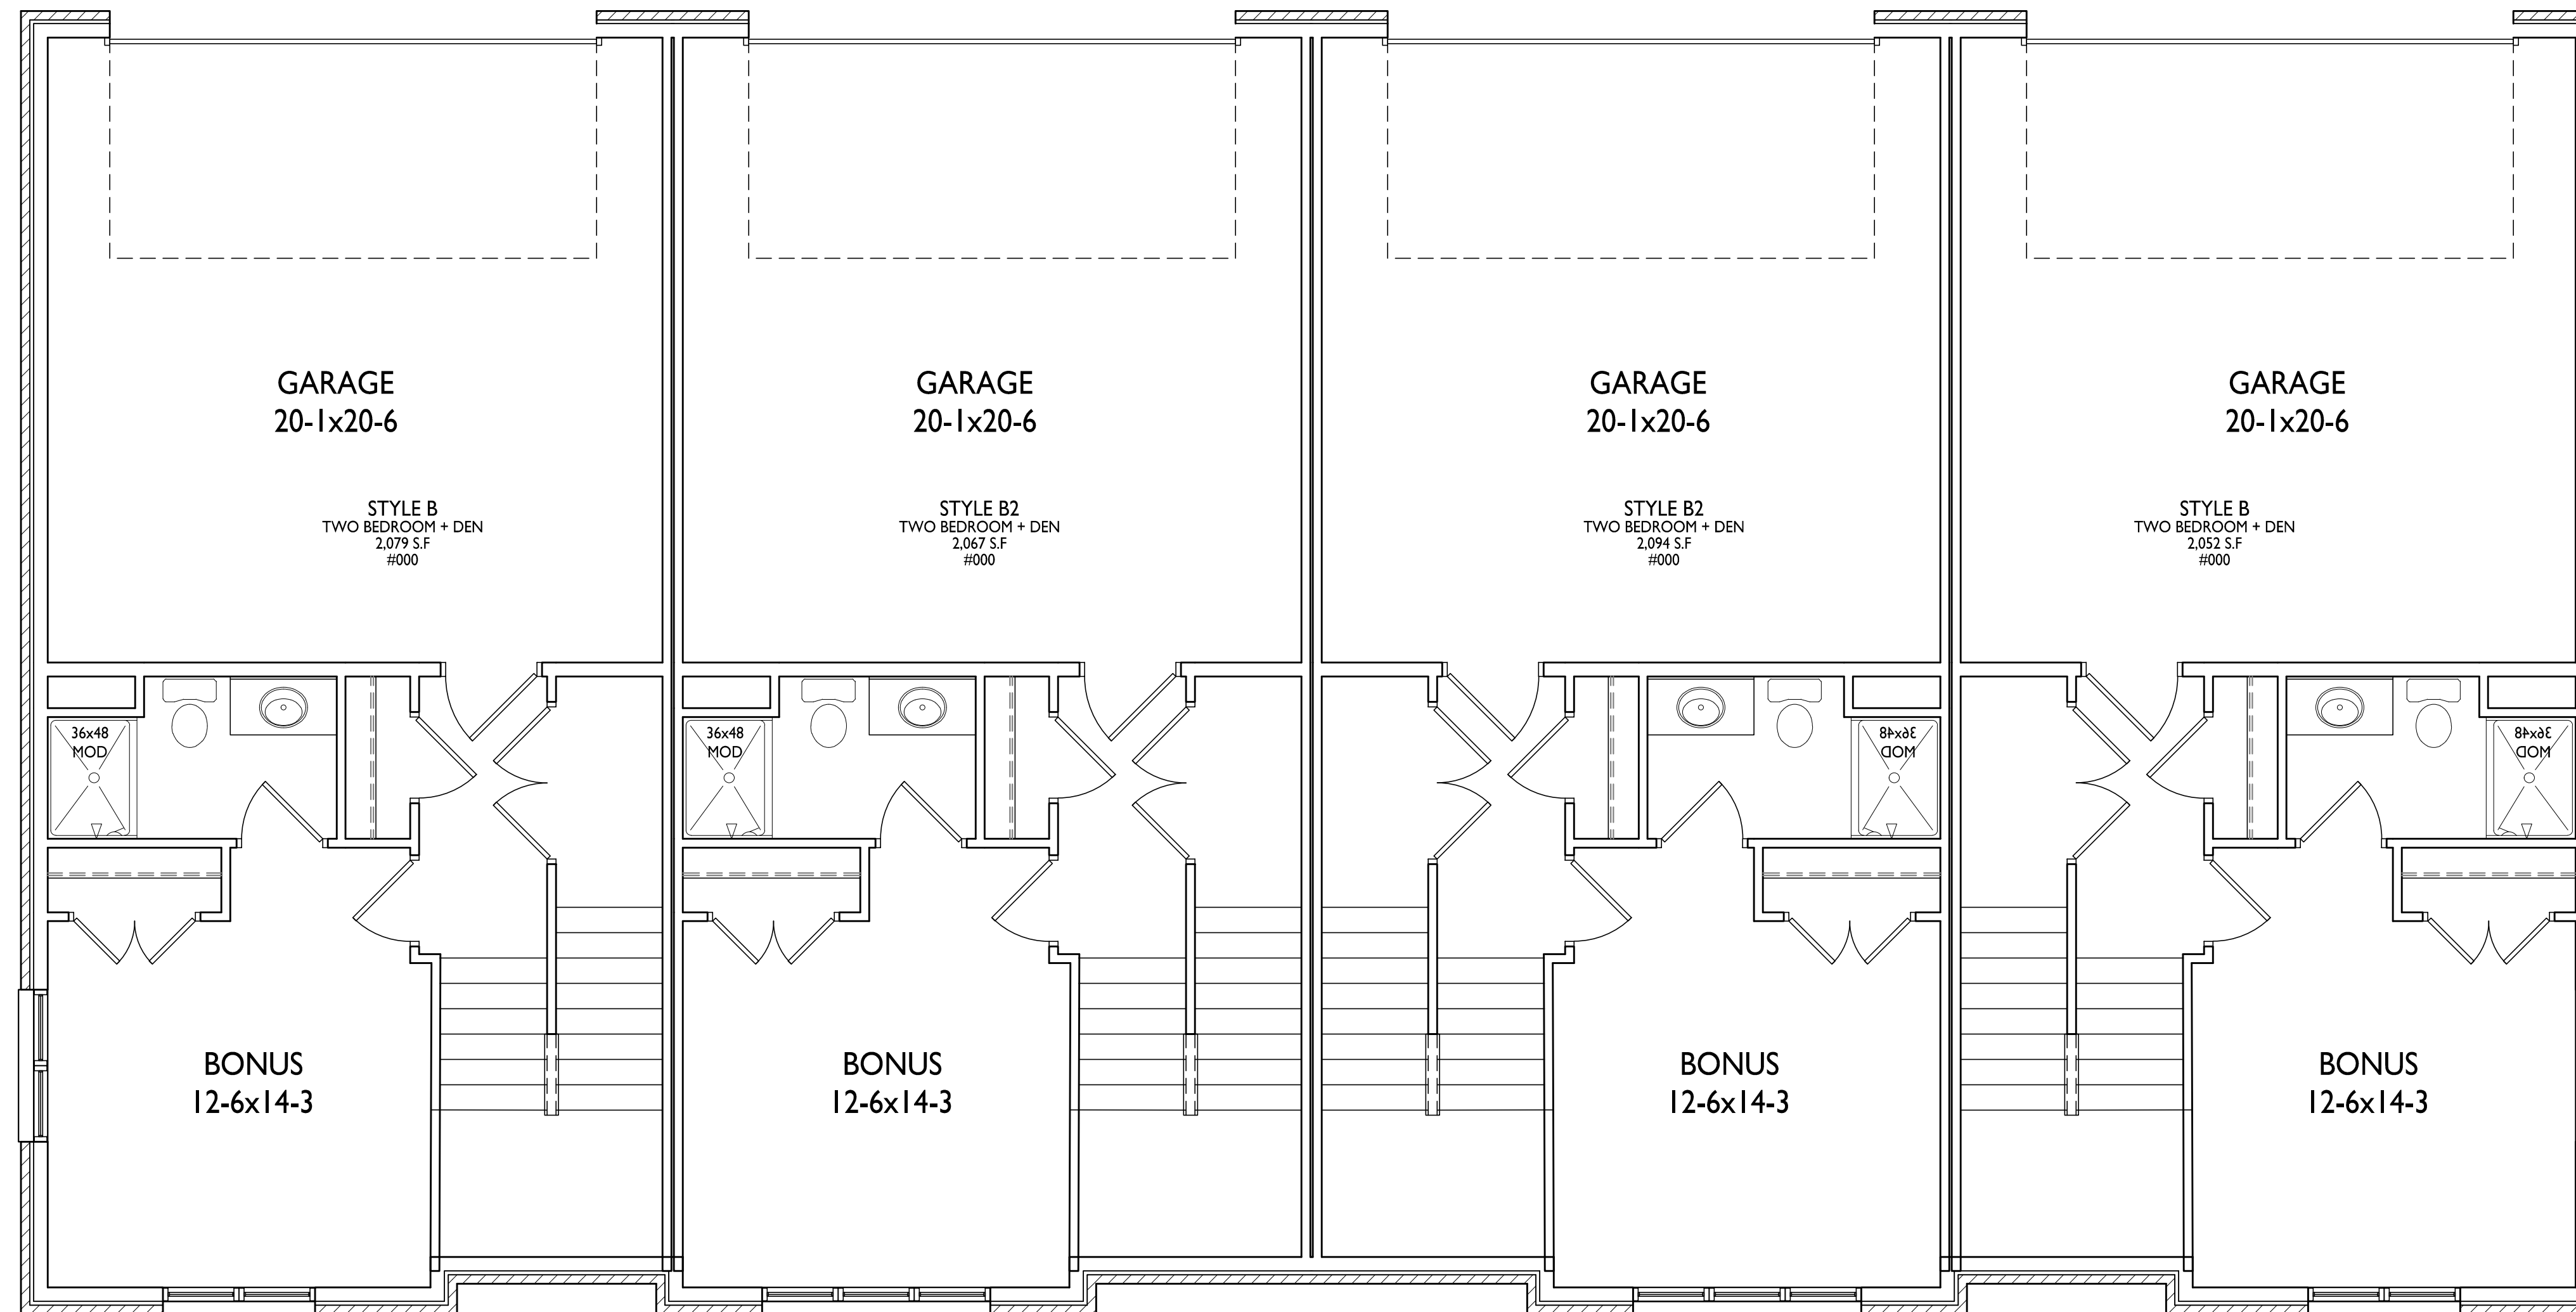 GARAGE
20-1x20-6
STYLE B
TWO BEDROOM + DEN
2,079 S.F
#000
36x48
MOD
BONUS
12-6x14-3
GARAGE
20-1x20-6
STYLE B2
TWO BEDROOM + DEN
2,067 S.F
#000
36x48
MOD
BONUS
12-6x14-3
GARAGE
20-1x20-6
STYLE B2
TWO BEDROOM + DEN
2,094 S.F
#000
36x48
MOD
BONUS
12-6x14-3
GARAGE
20-1x20-6
STYLE B
TWO BEDROOM + DEN
2,052 S.F
#000
36x48
MOD
BONUS
12-6x14-3